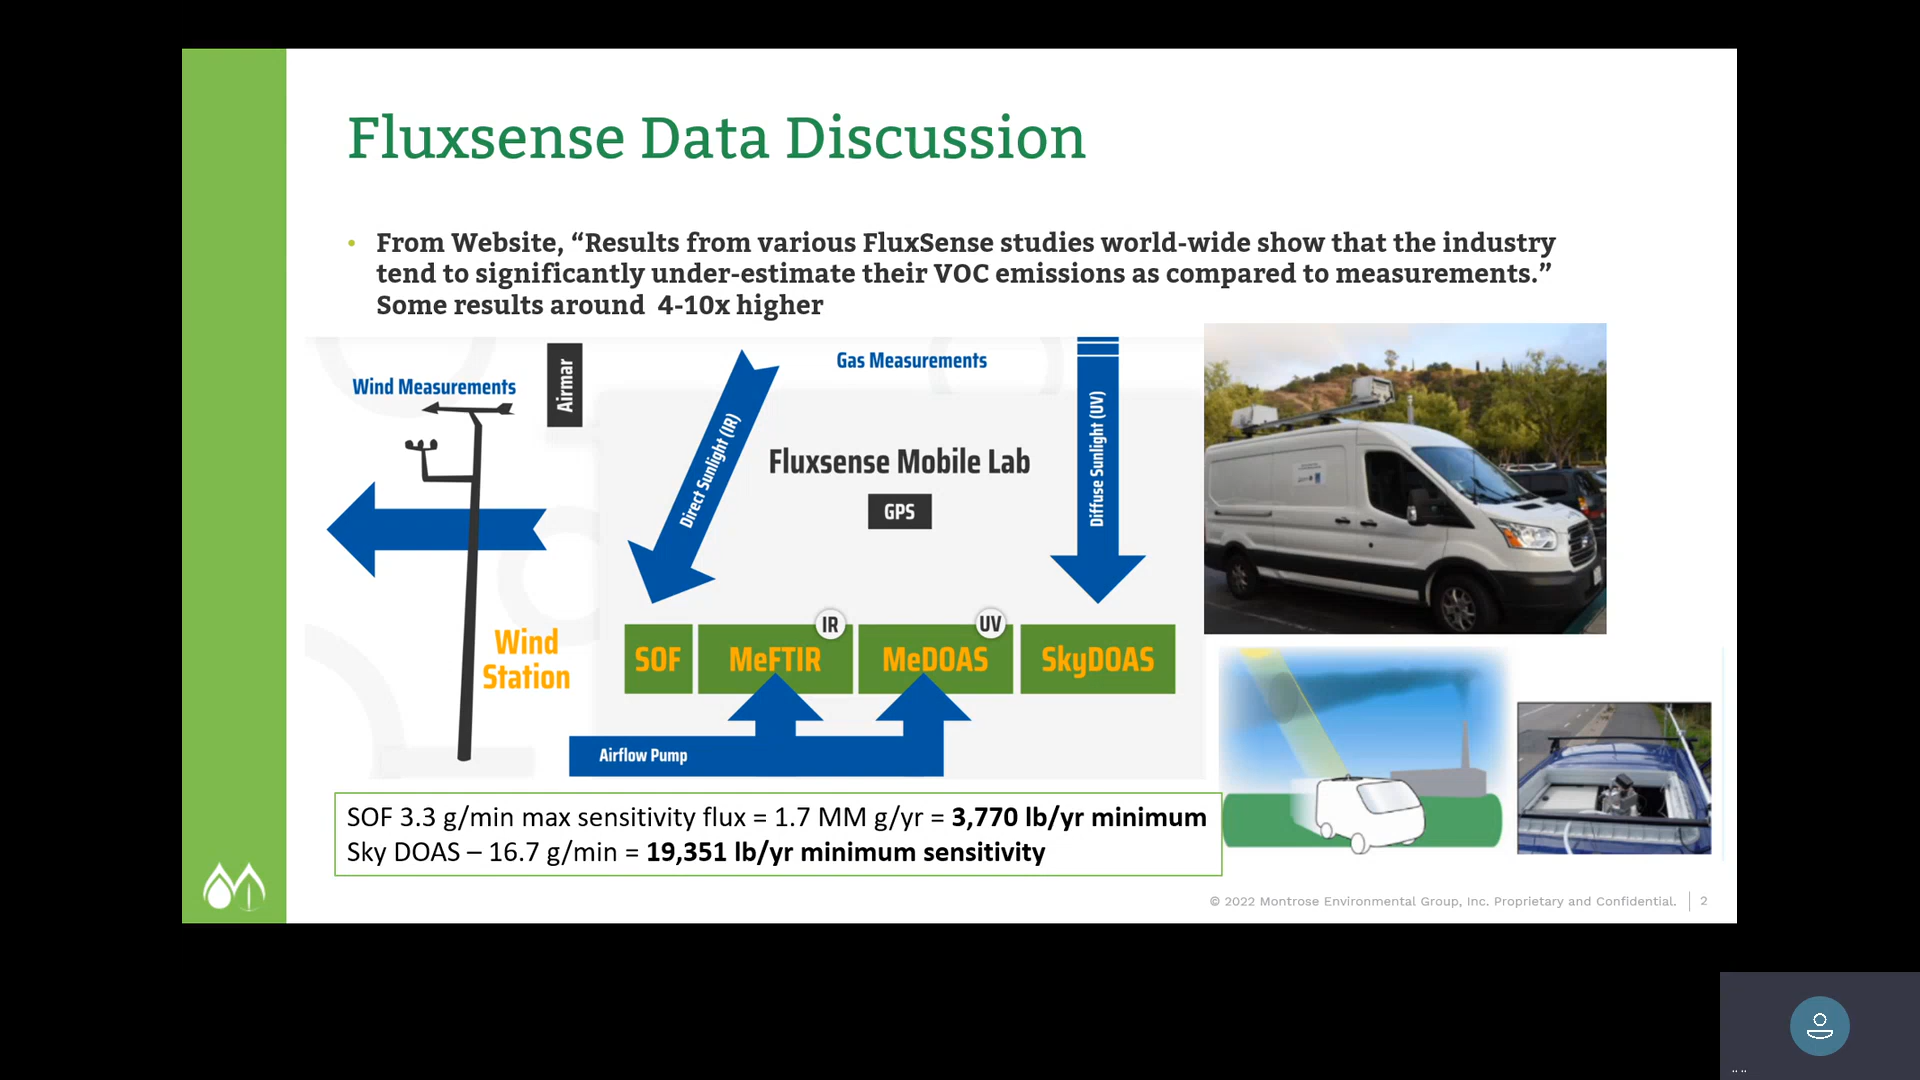 Fluxsense Data Discussion
• From Website, “Results from various FluxSense studies world-wide show that the industry
tend to significantly under-estimate their VOC emissions as compared to measurements.”
Some results around 4-10x higher
Wind Measurements
Airmar
Gas Measurements
Direct Sunlight (IR)
Diffuse Sunlight (UV)
Fluxsense Mobile Lab
GPS
Wind
Station
IR
UV
SOF
MeFTIR
MeDOAS
SkyDOAS
Airflow Pump
SOF 3.3 g/min max sensitivity flux = 1.7 MM g/yr = 3,770 lb/yr minimum
Sky DOAS – 16.7 g/min = 19,351 lb/yr minimum sensitivity
© 2022 Montrose Environmental Group, Inc. Proprietary and Confidential. | 2